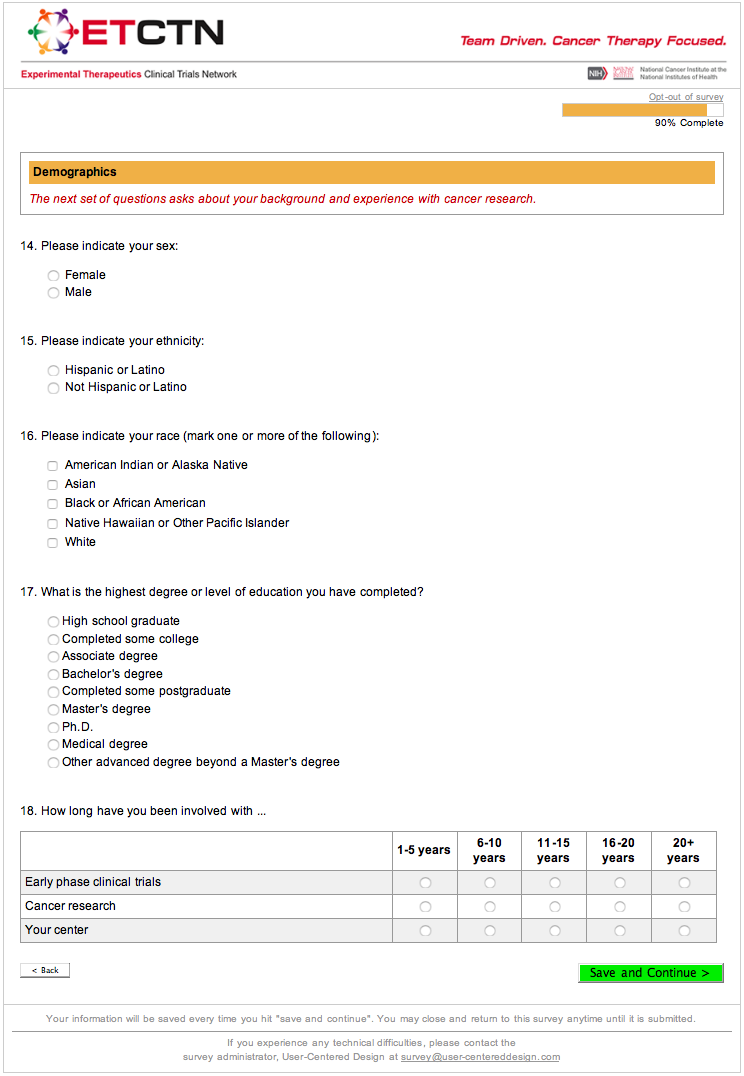 ETCTN
Team Driven. Cancer Therapy Focused.
Experimental Therapeutics Clinical Trials Network
NIH
National Cancer Institute at the
National Institutes of Health
Opt-out of survey
90% Complete
Demographics
The next set of questions asks about your background and experience with cancer research.
14. Please indicate your sex:
Female
Male
15. Please indicate your ethnicity:
Hispanic or Latino
Not Hispanic or Latino
16. Please indicate your race (mark one or more of the following):
American Indian or Alaska Native
Asian
Black or African American
Native Hawaiian or Other Pacific Islander
White
17. What is the highest degree or level of education you have completed?
High school graduate
Completed some college
Associate degree
Bachelor's degree
Completed some postgraduate
Master's degree
Ph.D.
Medical degree
Other advanced degree beyond a Master's degree
18. How long have you been involved with ...
1-5 years 6-10 years 11-15 years 16-20 years 20+ years
Early phase clinical trials
Cancer research
Your center
< Back
Save and Continue >
Your information will be saved every time you hit "save and continue". You may close and return to this survey anytime until it is submitted.
If you experience any technical difficulties, please contact the
survey administrator, User-Centered Design at survey@user-centereddesign.com